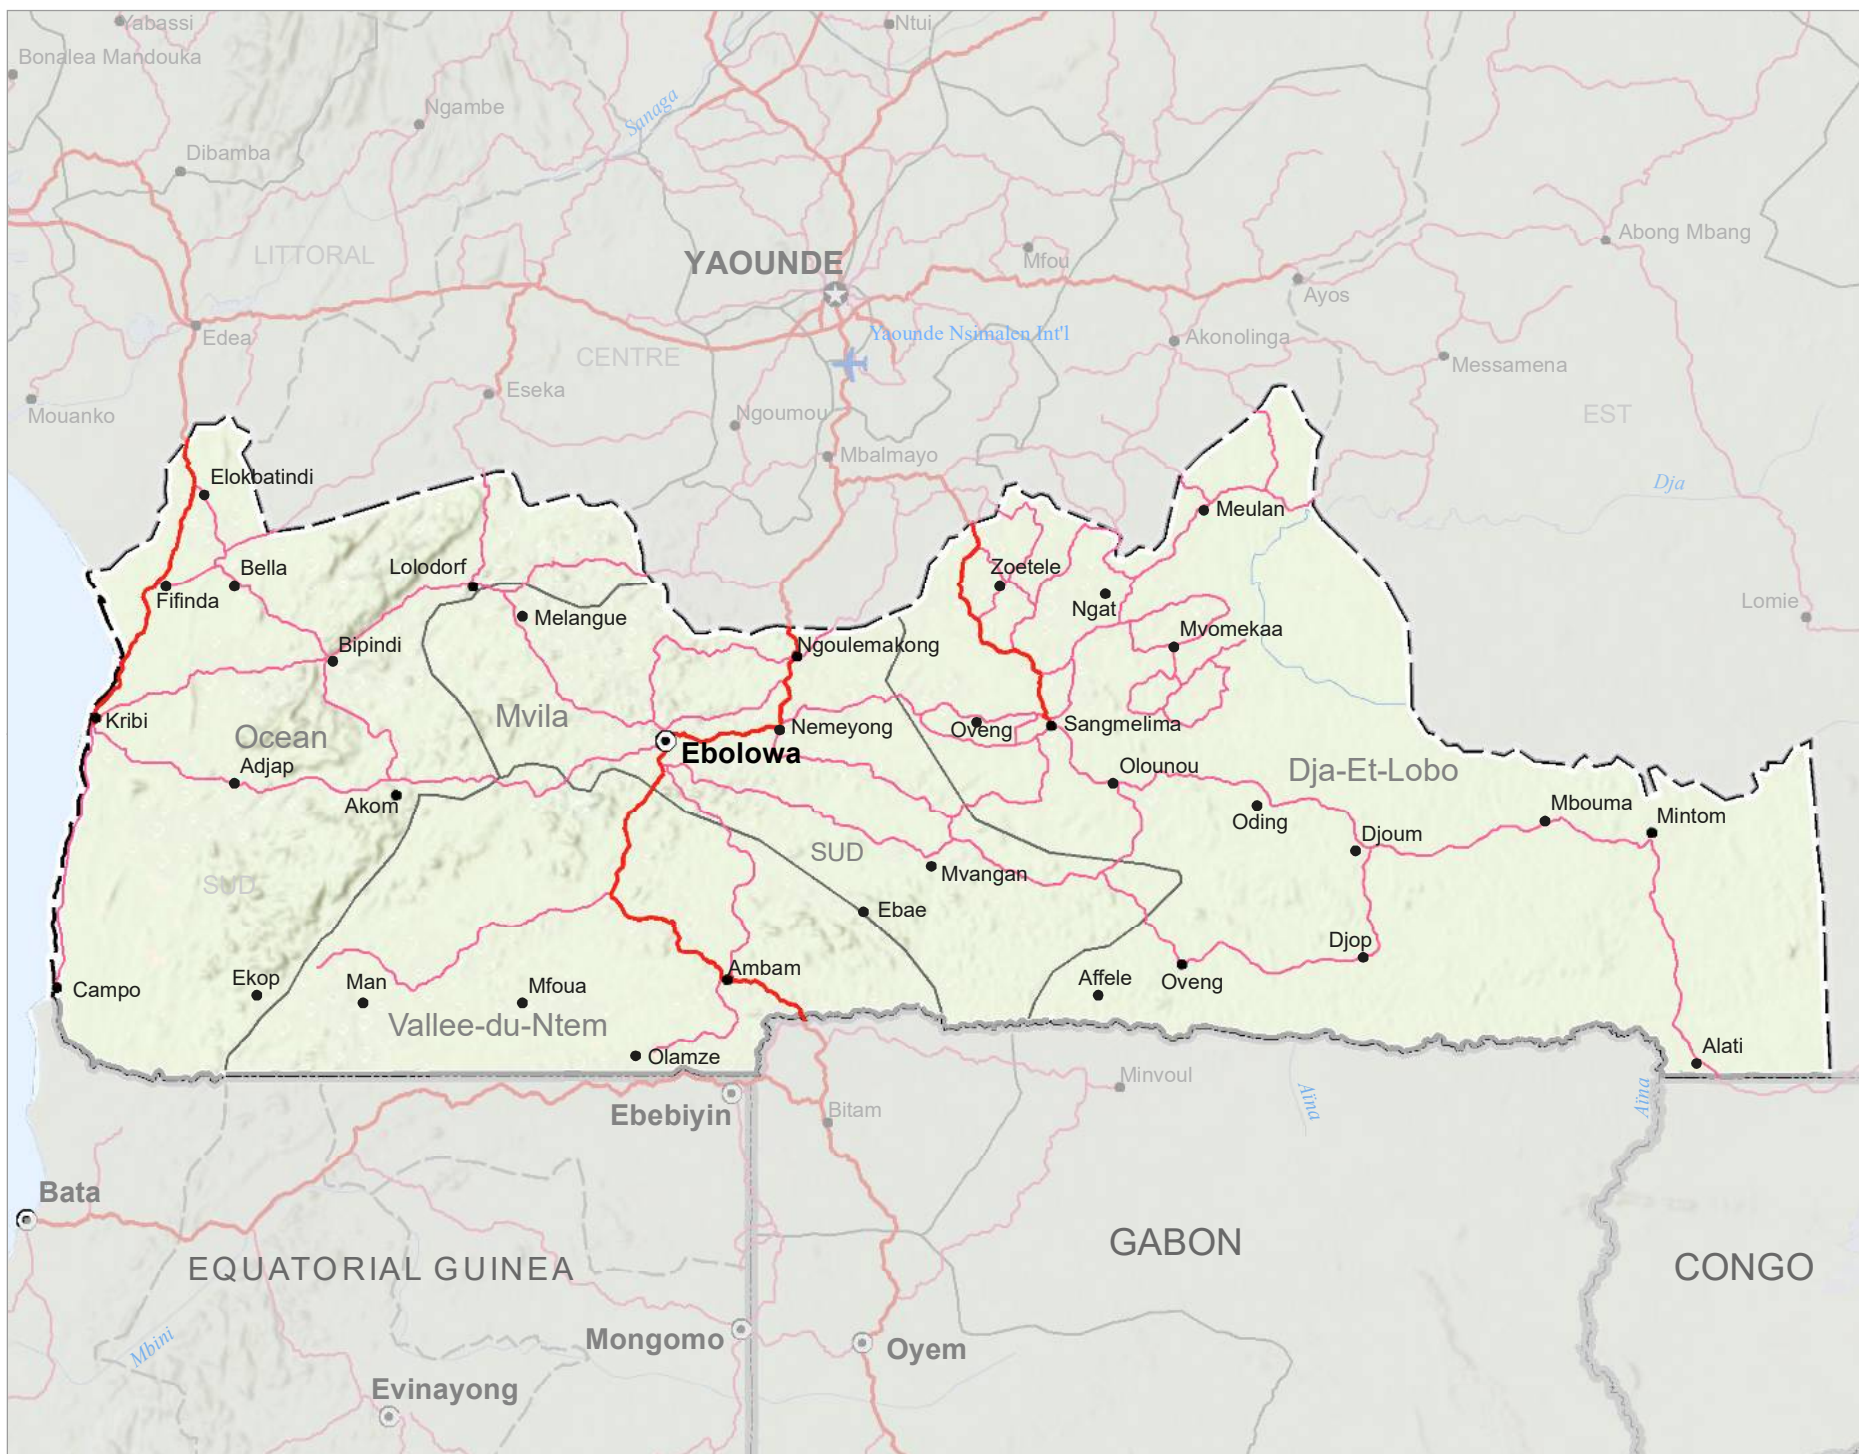 Yabassi
Ntui
Bonalea Mandouka
Ngambe
Sanaga
Dibamba
Abong Mbang
LITTORAL
YAOUNDE
Mfou
Ayos
Edea
Yaounde Nsimalen Int'l
Akonolinga
CENTRE
Messamena
Eseka
Mouanko
Ngoumou
EST
Mbalmayo
Elokbatindi
Dja
Meulan
Bella
Lolodorf
Zoetele
Fifinda
Ngat
Lomie
Melangue
Mvomekaa
Bipindi
Ngoulemakong
Kribi
Mvila
Ocean
Nemeyong
Oveng
Sangmelima
Ebolowa
Adjap
Olounou
Dja-Et-Lobo
Akom
Mbouma
Mintom
Oding
Djoum
SUD
SUD
Mvangan
Ebae
Djop
Ambam
Campo
Ekop
Man
Mfoua
Affele
Oveng
Vallee-du-Ntem
Olamze
Alati
Minvoul
Aïna
Aïna
Ebebiyin
Bitam
Bata
GABON
EQUATORIAL GUINEA
CONGO
Mbini
Mongomo
Oyem
Evinayong